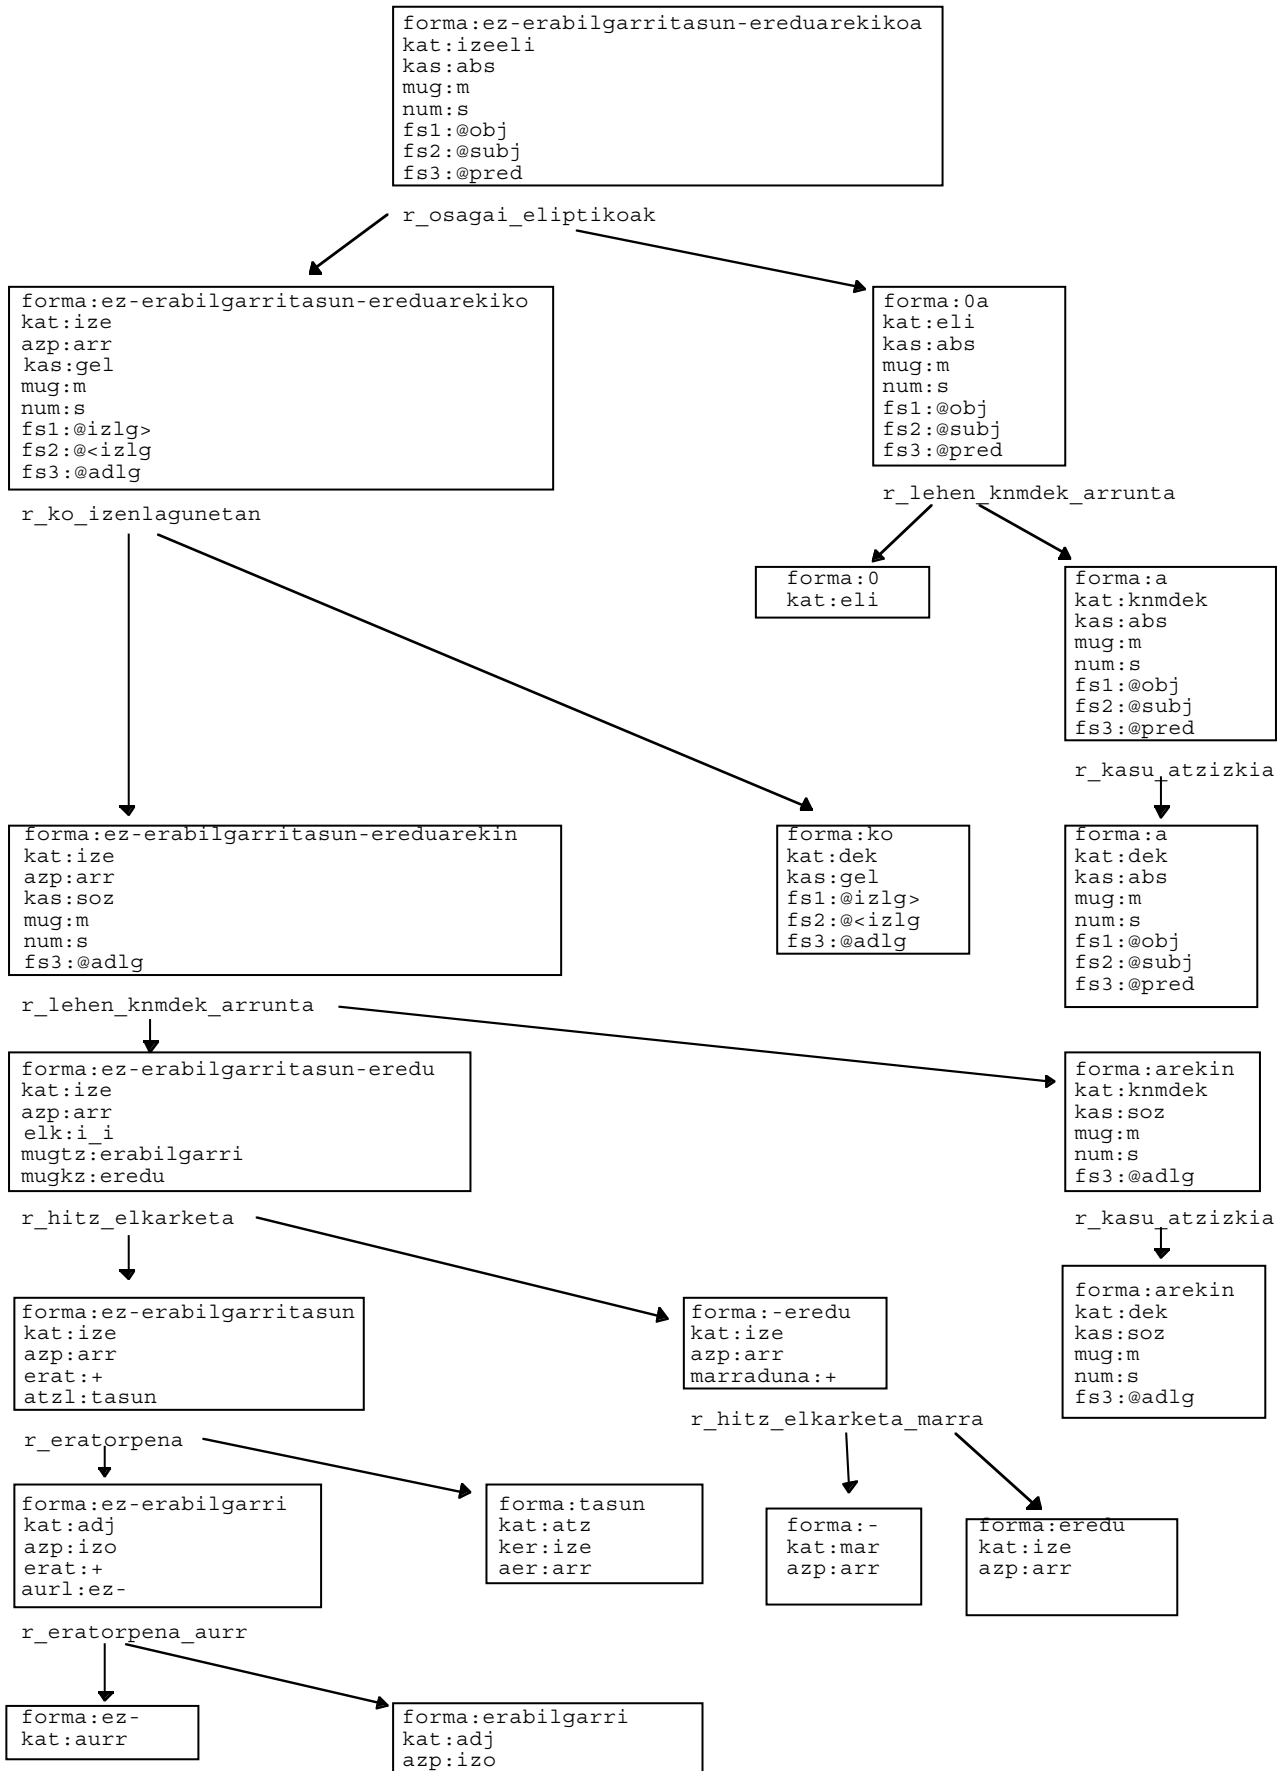 forma:ez-erabilgarritasun-ereduarekikoa
kat:izeeli
kas:abs
mug:m
num:s
fs1:@obj
fs2:@subj
fs3:@pred
r_osagai_eliptikoak
forma:ez-erabilgarritasun-ereduarekiko
kat:ize
azp:arr
kas:gel
mug:m
num:s
fs1:@izlg>
fs2:@<izlg
fs3:@adlg
forma:0a
kat:eli
kas:abs
mug:m
num:s
fs1:@obj
fs2:@subj
fs3:@pred
r_ko_izenlagunetan
r_lehen_knmdek_arrunta
forma:0
kat:eli
forma:a
kat:knmdek
kas:abs
mug:m
num:s
fs1:@obj
fs2:@subj
fs3:@pred
r_kasu_atzizkia
forma:ez-erabilgarritasun-ereduarekin
kat:ize
azp:arr
kas:soz
mug:m
num:s
fs3:@adlg
forma:ko
kat:dek
kas:gel
fs1:@izlg>
fs2:@<izlg
fs3:@adlg
forma:a
kat:dek
kas:abs
mug:m
num:s
fs1:@obj
fs2:@subj
fs3:@pred
r_lehen_knmdek_arrunta
forma:ez-erabilgarritasun-eredu
kat:ize
azp:arr
elk:i_i
mugtz:erabilgarri
mugkz:eredu
forma:arekin
kat:knmdek
kas:soz
mug:m
num:s
fs3:@adlg
r_hitz_elkarketa
r_kasu_atzizkia
forma:ez-erabilgarritasun
kat:ize
azp:arr
erat:+
atzl:tasun
forma:-eredu
kat:ize
azp:arr
marraduna:+
forma:arekin
kat:dek
kas:soz
mug:m
num:s
fs3:@adlg
r_eratorpena
r_hitz_elkarketa_marra
forma:ez-erabilgarri
kat:adj
azp:izo
erat:+
aurl:ez-
forma:tasun
kat:atz
ker:ize
aer:arr
forma:-
kat:mar
azp:arr
forma:eredu
kat:ize
azp:arr
r_eratorpena_aurr
forma:ez-
kat:aurr
forma:erabilgarri
kat:adj
azp:izo